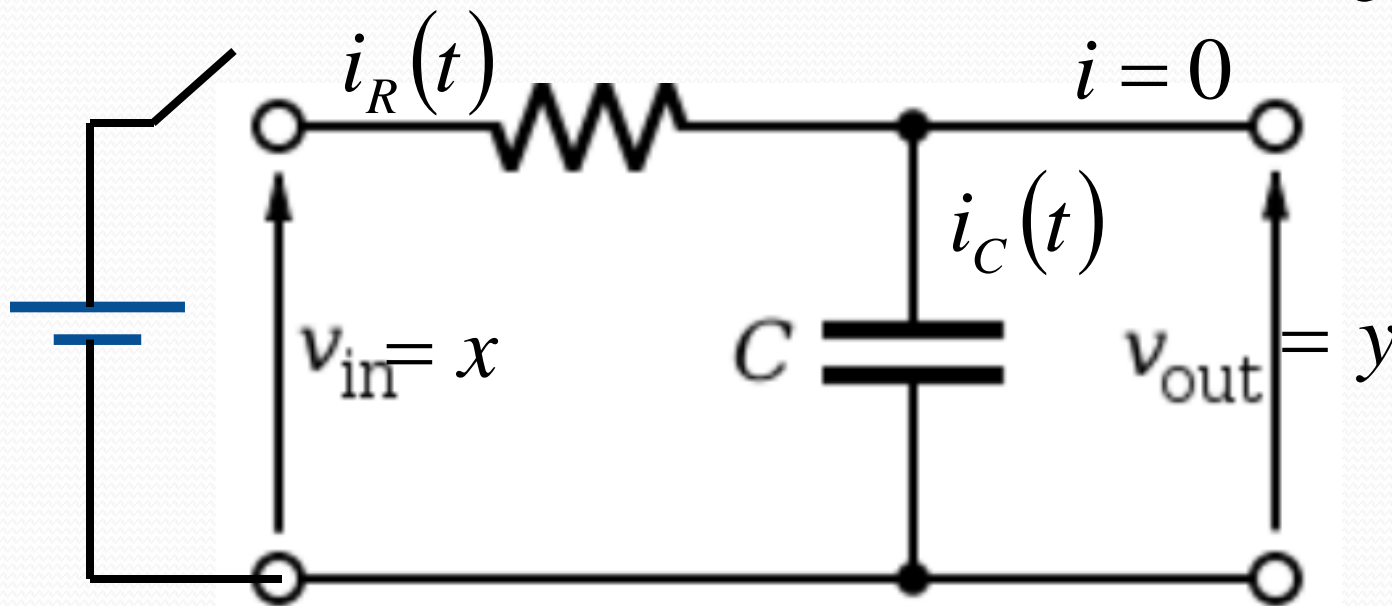 i_R(t)
i = 0
i_C(t)
v_in = x
C
v_out = y